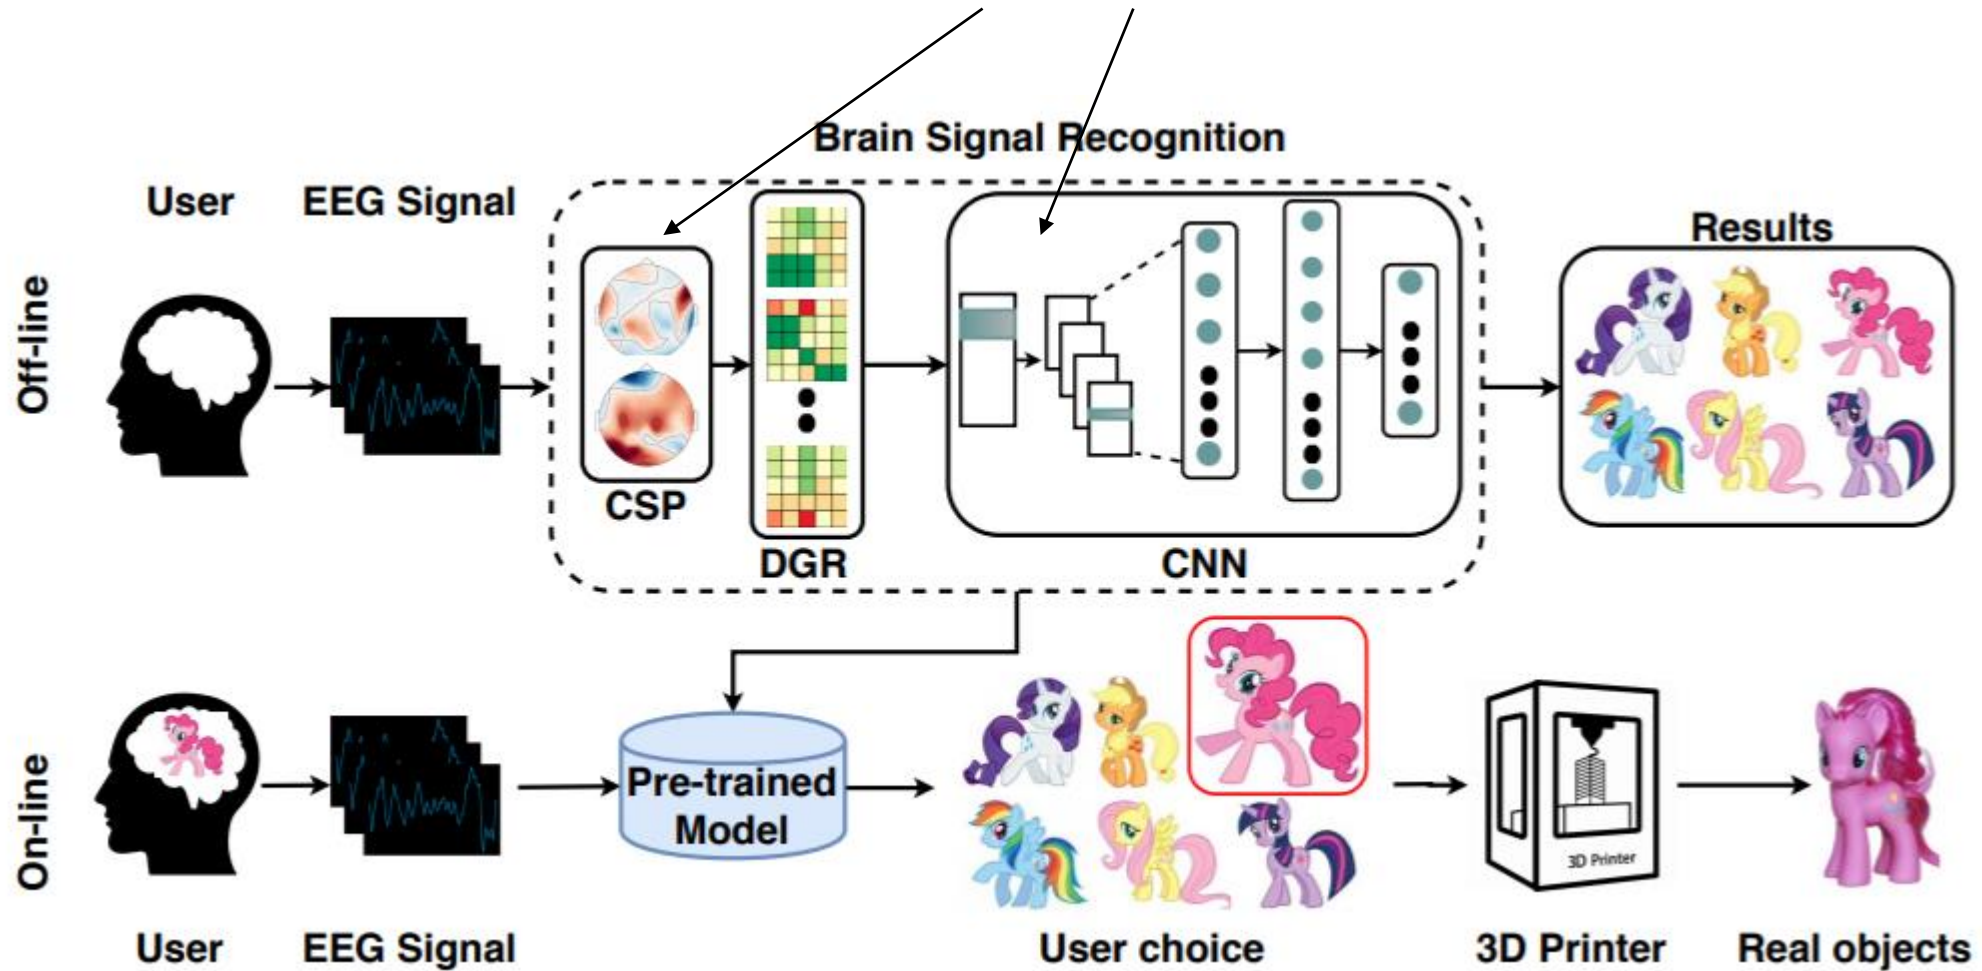 Brain Signal Recognition
User
EEG Signal
Results
Off-line
CSP
DGR
CNN
On-line
Pre-trained
Model
3D Printer
User
EEG Signal
User choice
3D Printer
Real objects